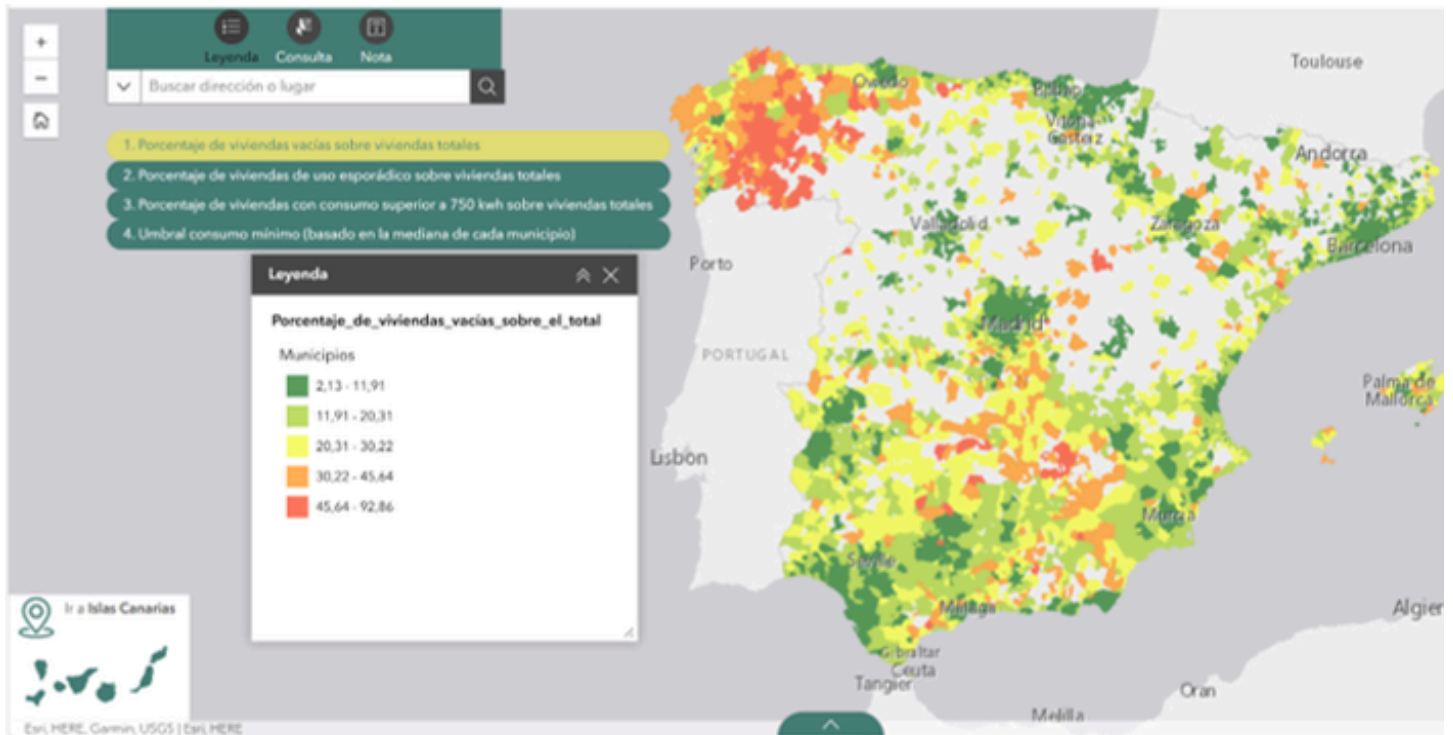 +
−
Leyenda Consulta Nota
Buscar dirección o lugar
1. Porcentaje de viviendas vacías sobre viviendas totales
2. Porcentaje de viviendas de uso esporádico sobre viviendas totales
3. Porcentaje de viviendas con consumo superior a 750 kwh sobre viviendas totales
4. Umbral consumo mínimo (basado en la mediana de cada municipio)
Leyenda
Porcentaje_de_viviendas_vacías_sobre_el_total
Municipios
2,13 - 11,91
11,91 - 20,31
20,31 - 30,22
30,22 - 45,64
45,64 - 92,86
Ir a Islas Canarias
Esri, HERE, Garmin, USGS | Esri, HERE
Toulouse
Oviedo
Bilbao
Vitoria-
Gasteiz
Andorra
Valladolid
Zaragoza
Barcelona
Porto
Madrid
PORTUGAL
Palma de
Mallorca
Lisbon
Murcia
Seville
Málaga
Gibraltar
Ceuta
Tangier
Algier
Oran
Melilla